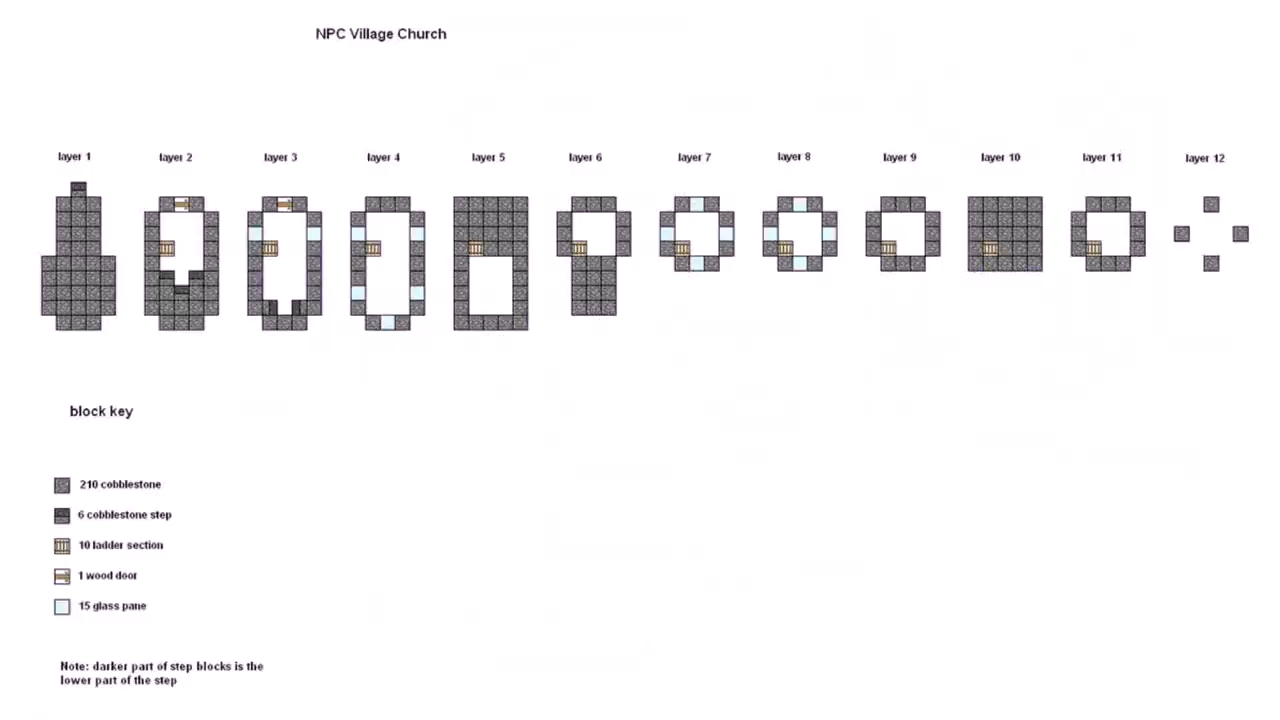 NPC Village Church
layer 1 layer 2 layer 3 layer 4 layer 5 layer 6 layer 7 layer 8 layer 9 layer 10 layer 11 layer 12
block key
210 cobblestone
6 cobblestone step
10 ladder section
1 wood door
15 glass pane
Note: darker part of step blocks is the
lower part of the step